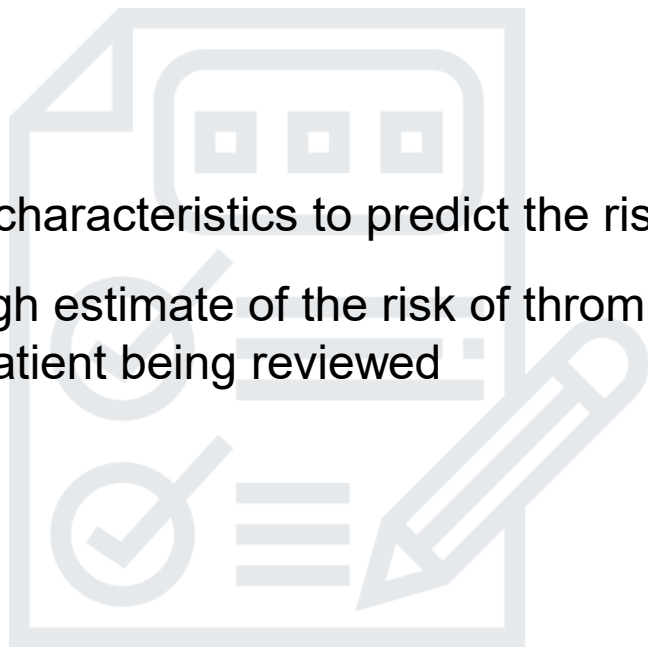 characteristics to predict the ris
gh estimate of the risk of throm
atient being reviewed